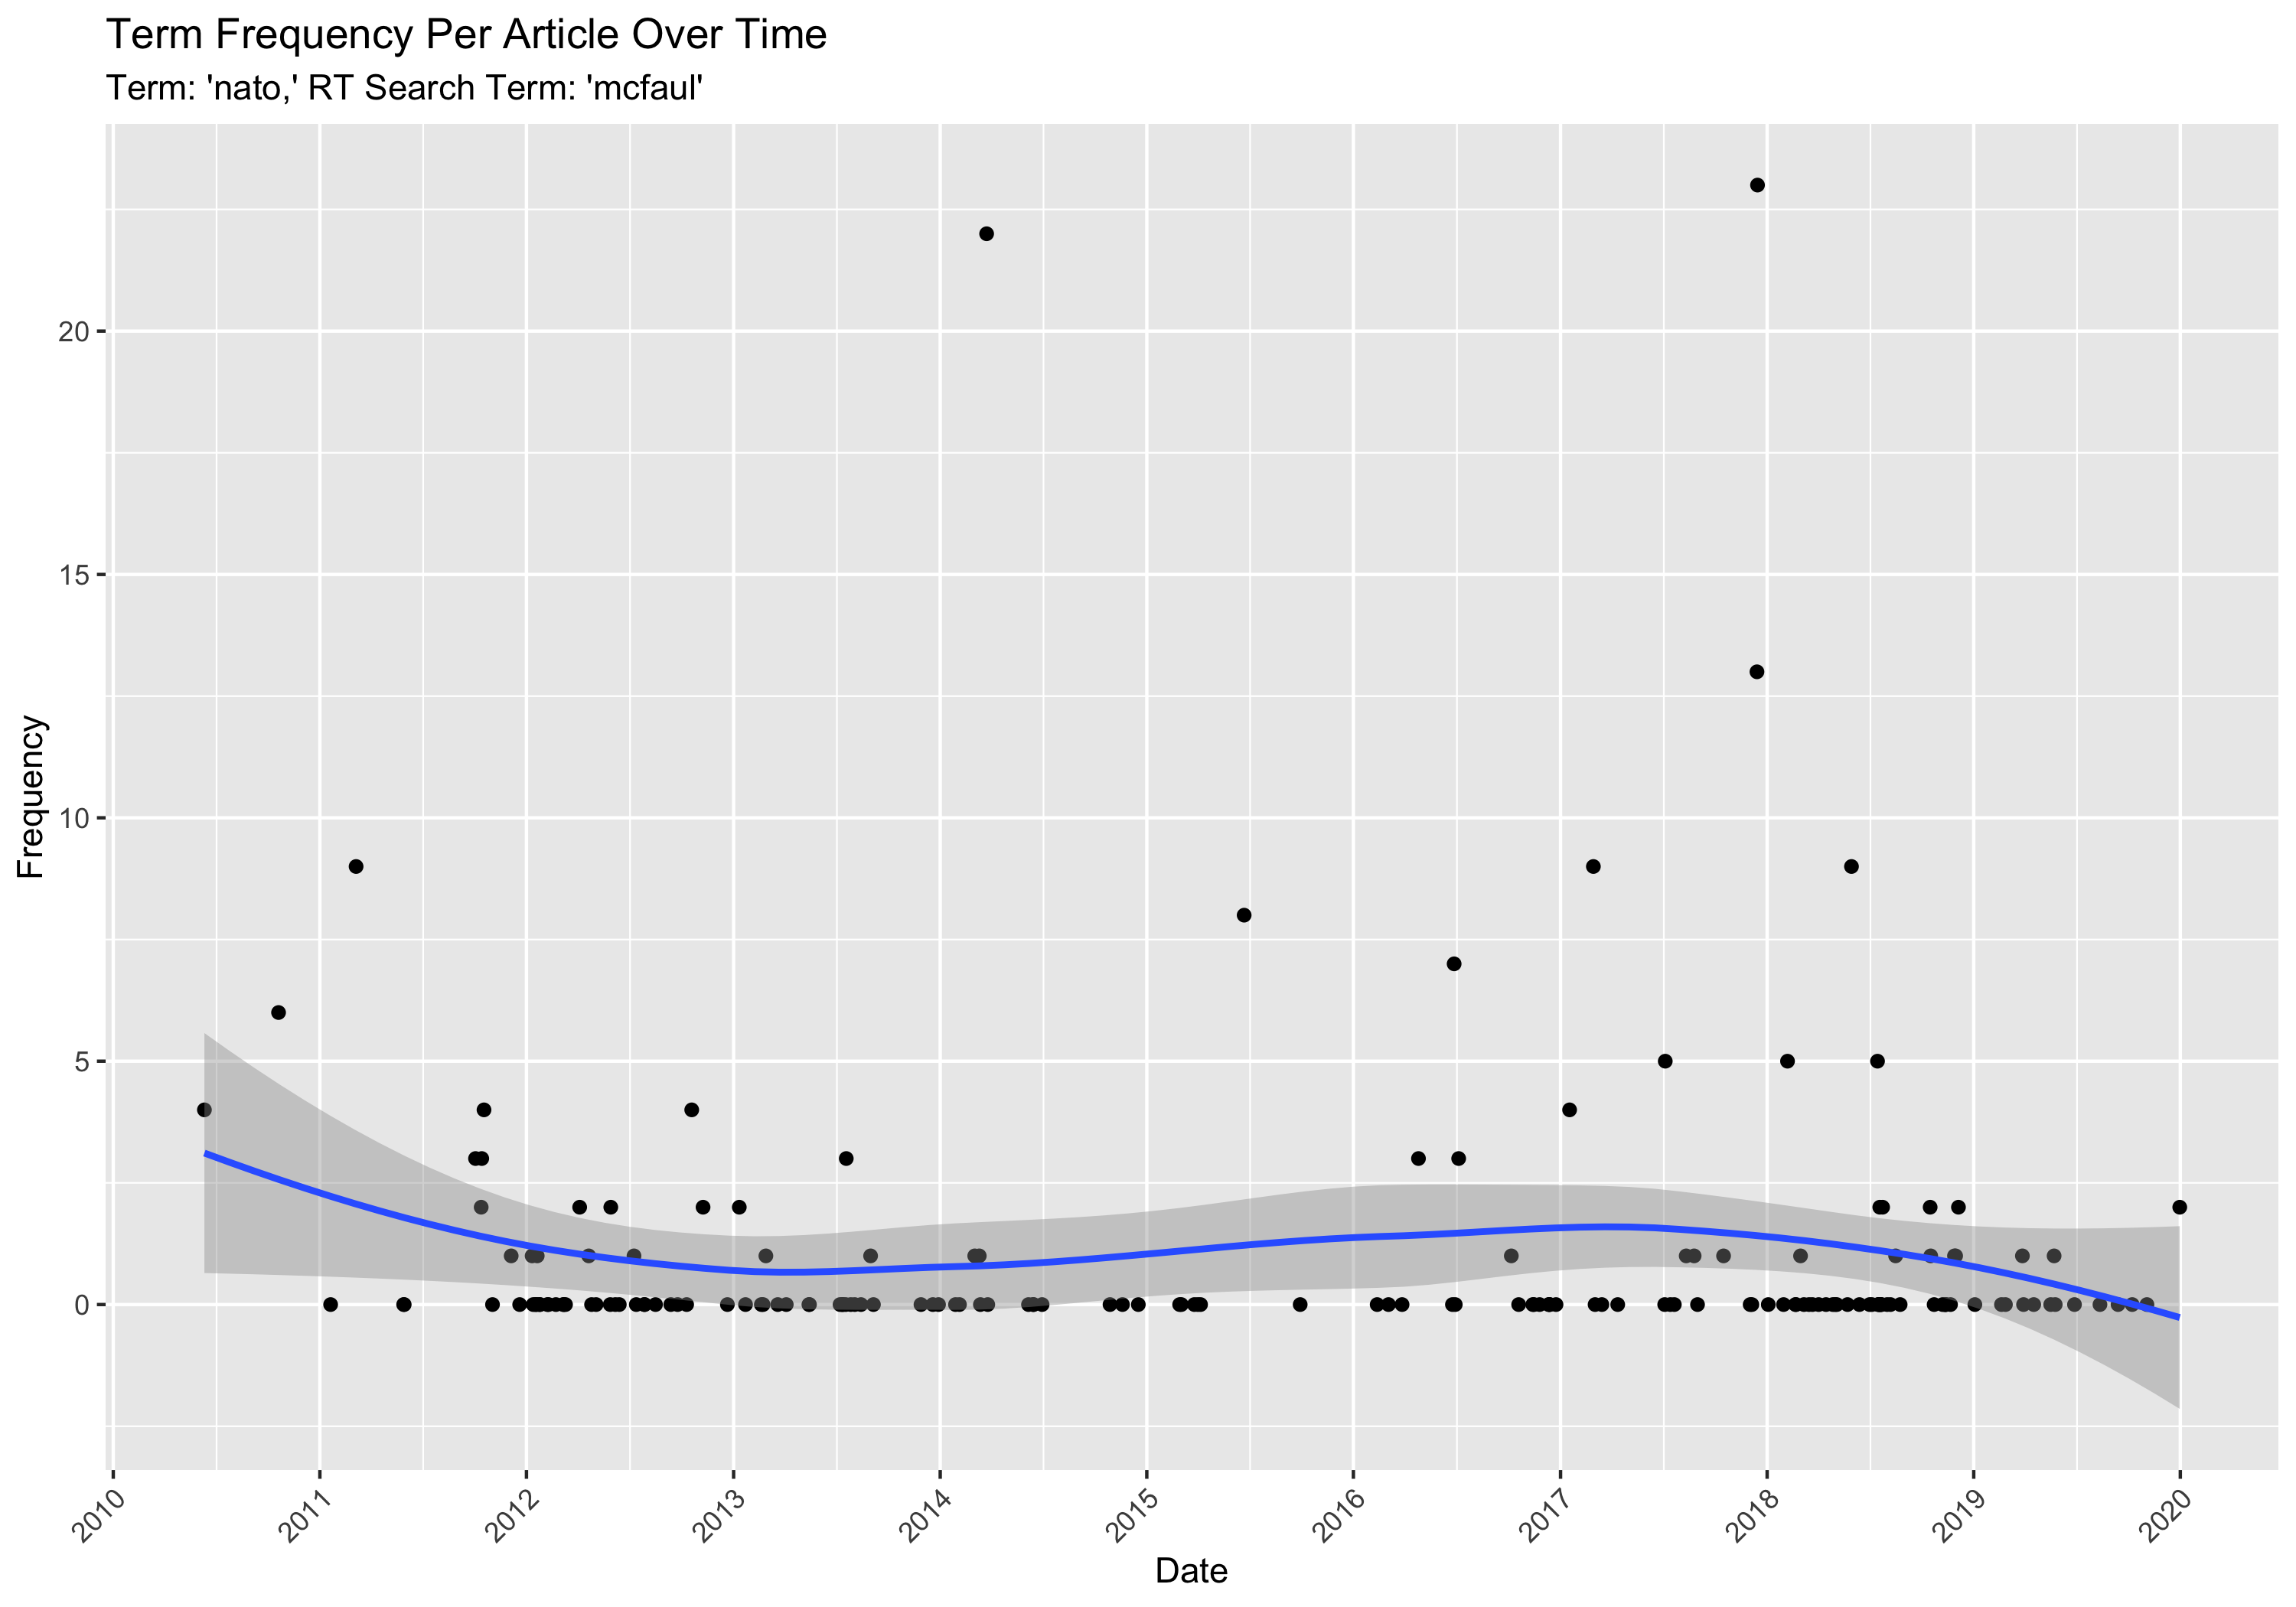 Term Frequency Per Article Over Time
Term: 'nato,' RT Search Term: 'mcfaul'
Frequency
20
15
10
5
0
2010 2011 2012 2013 2014 2015 2016 2017 2018 2019 2020
Date